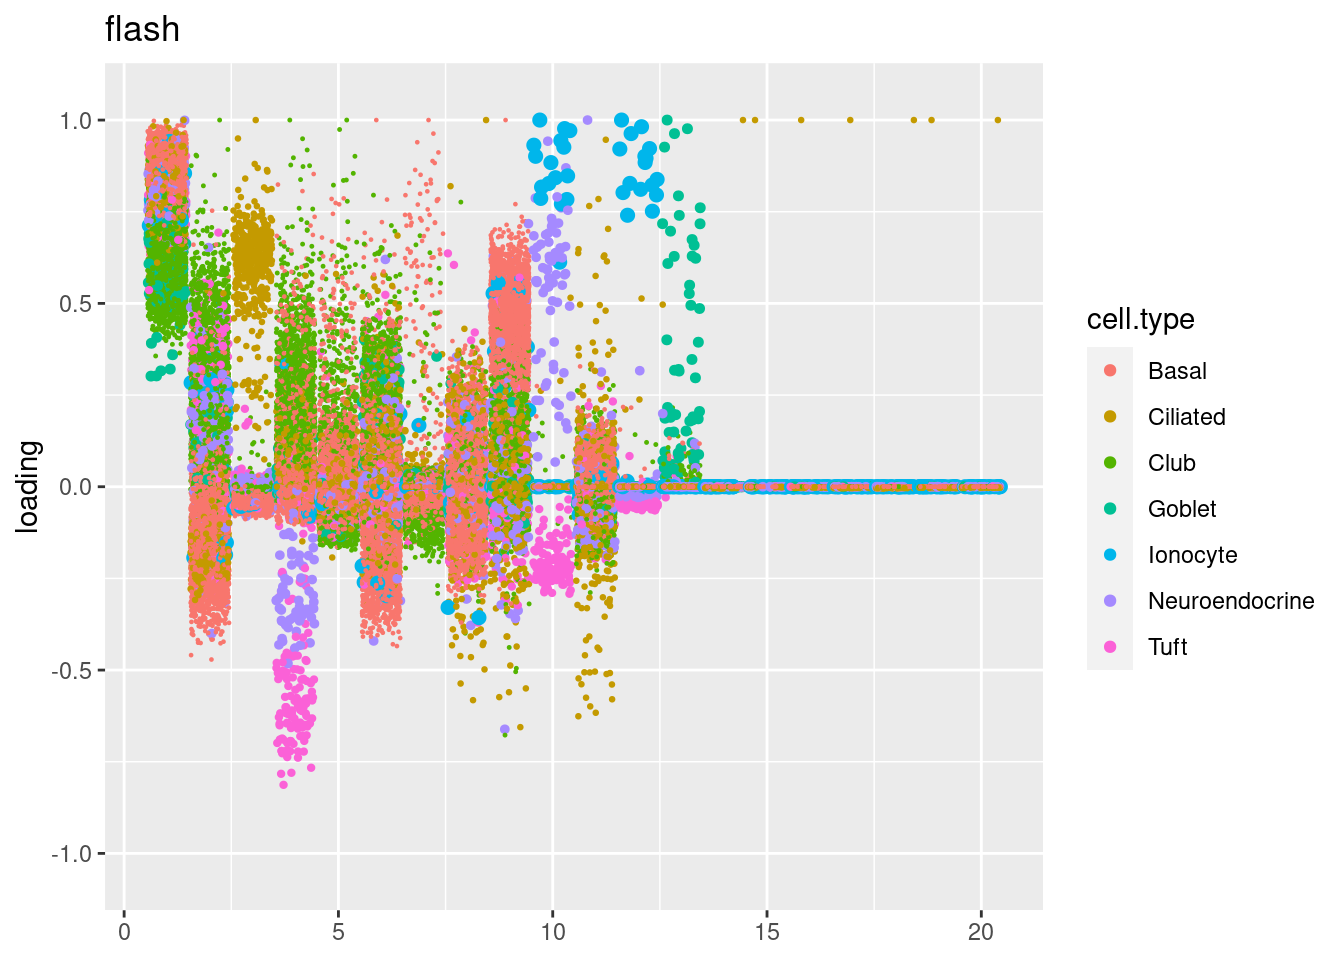 flash
1.0
0.5
0.0
-0.5
-1.0
loading
0 5 10 15 20
cell.type
Basal
Ciliated
Club
Goblet
Ionocyte
Neuroendocrine
Tuft